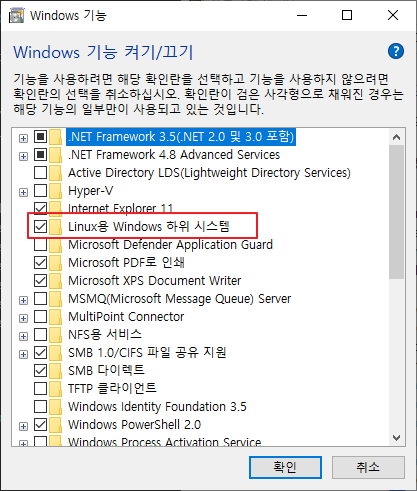 Windows 기능
Windows 기능 켜기/끄기
기능을 사용하려면 해당 확인란을 선택하고 기능을 사용하지 않으려면
확인란의 선택을 취소하십시오. 확인란이 검은 사각형으로 채워진 경우는
해당 기능의 일부만이 사용되고 있는 것입니다.
.NET Framework 3.5(.NET 2.0 및 3.0 포함)
.NET Framework 4.8 Advanced Services
Active Directory LDS(Lightweight Directory Services)
Hyper-V
Internet Explorer 11
Linux용 Windows 하위 시스템
Microsoft Defender Application Guard
Microsoft PDF로 인쇄
Microsoft XPS Document Writer
MSMQ(Microsoft Message Queue) Server
MultiPoint Connector
NFS용 서비스
SMB 1.0/CIFS 파일 공유 지원
SMB 다이렉트
TFTP 클라이언트
Windows Identity Foundation 3.5
Windows PowerShell 2.0
Windows Process Activation Service
확인
취소